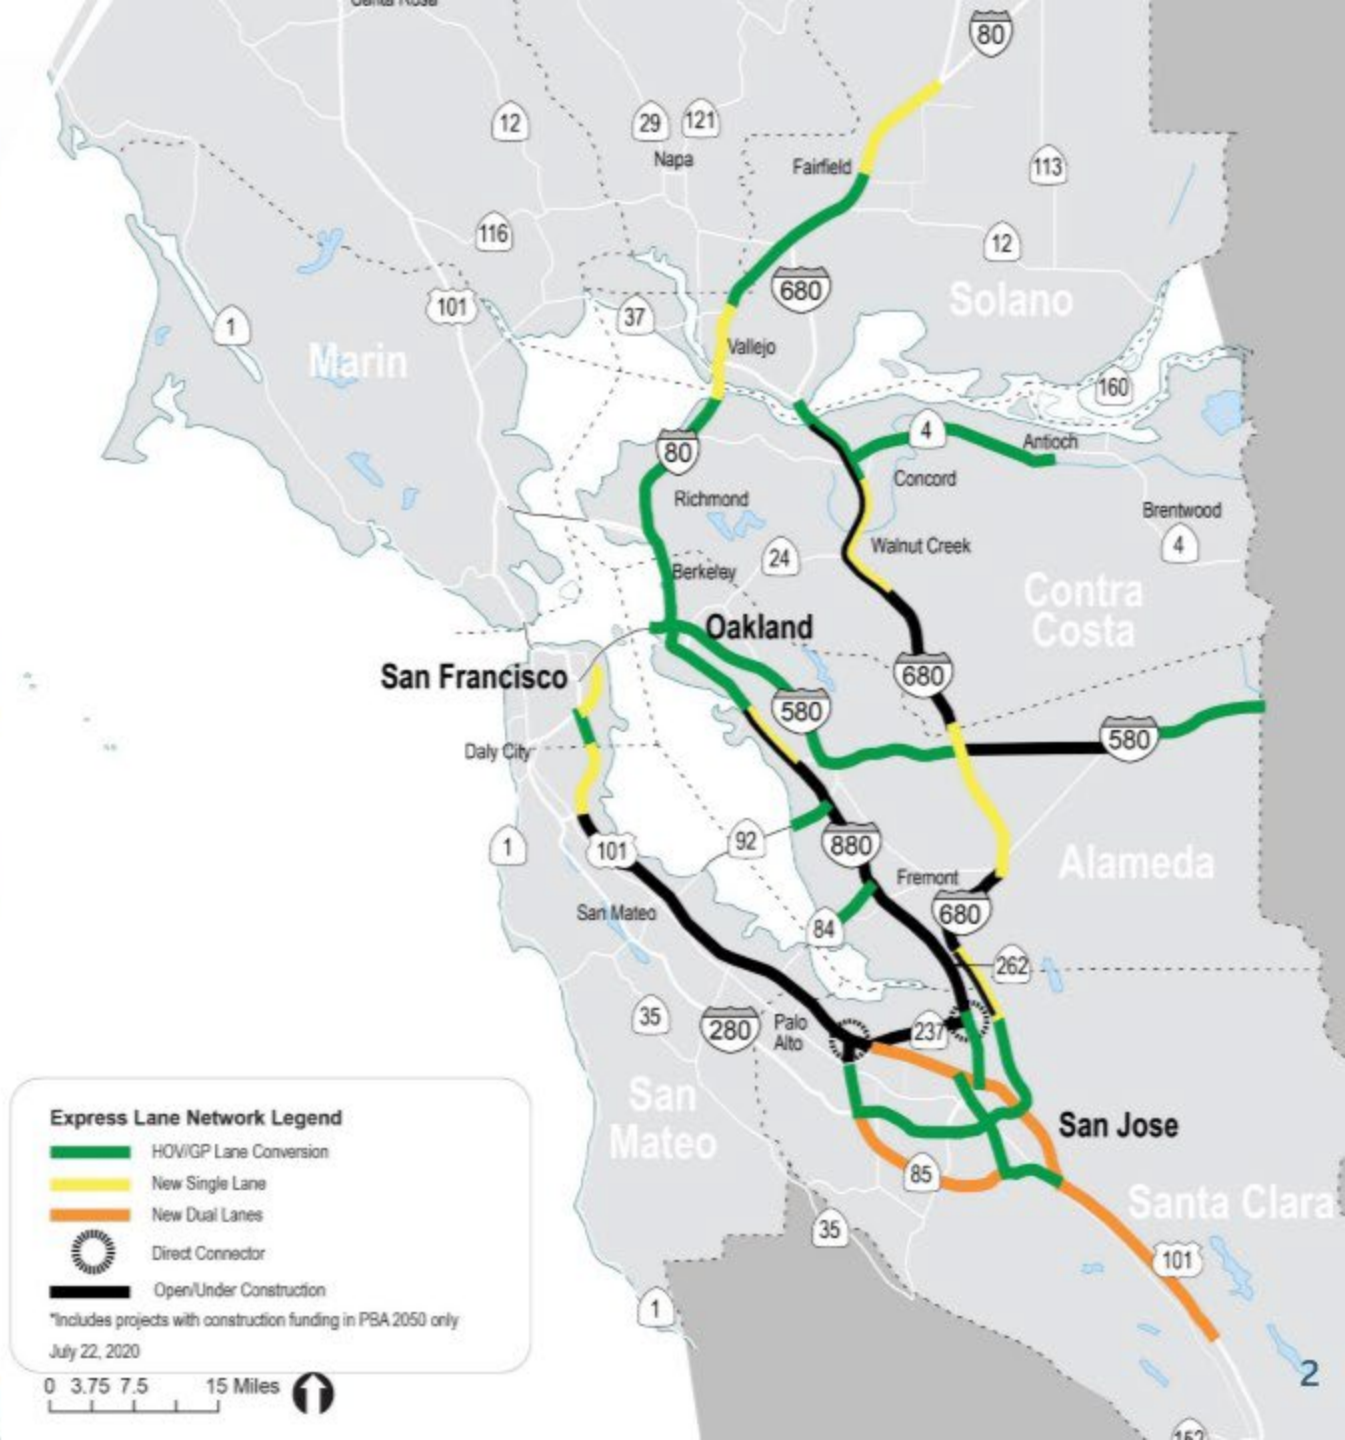 Santa Rosa
80
12
29
121
Napa
Fairfield
113
116
12
680
Solano
101
37
1
Vallejo
Marin
160
4
Antioch
80
Concord
Richmond
Brentwood
4
Walnut Creek
24
Berkeley
Contra
Costa
Oakland
San Francisco
680
580
580
Daly City
92
1
101
880
Alameda
Fremont
San Mateo
680
84
262
35
280
Palo
Alto
237
San
Mateo
San Jose
85
Santa Clara
35
101
1
Express Lane Network Legend
HOV/GP Lane Conversion
New Single Lane
New Dual Lanes
Direct Connector
Open/Under Construction
*Includes projects with construction funding in PBA 2050 only
July 22, 2020
0 3.75 7.5 15 Miles
2
152